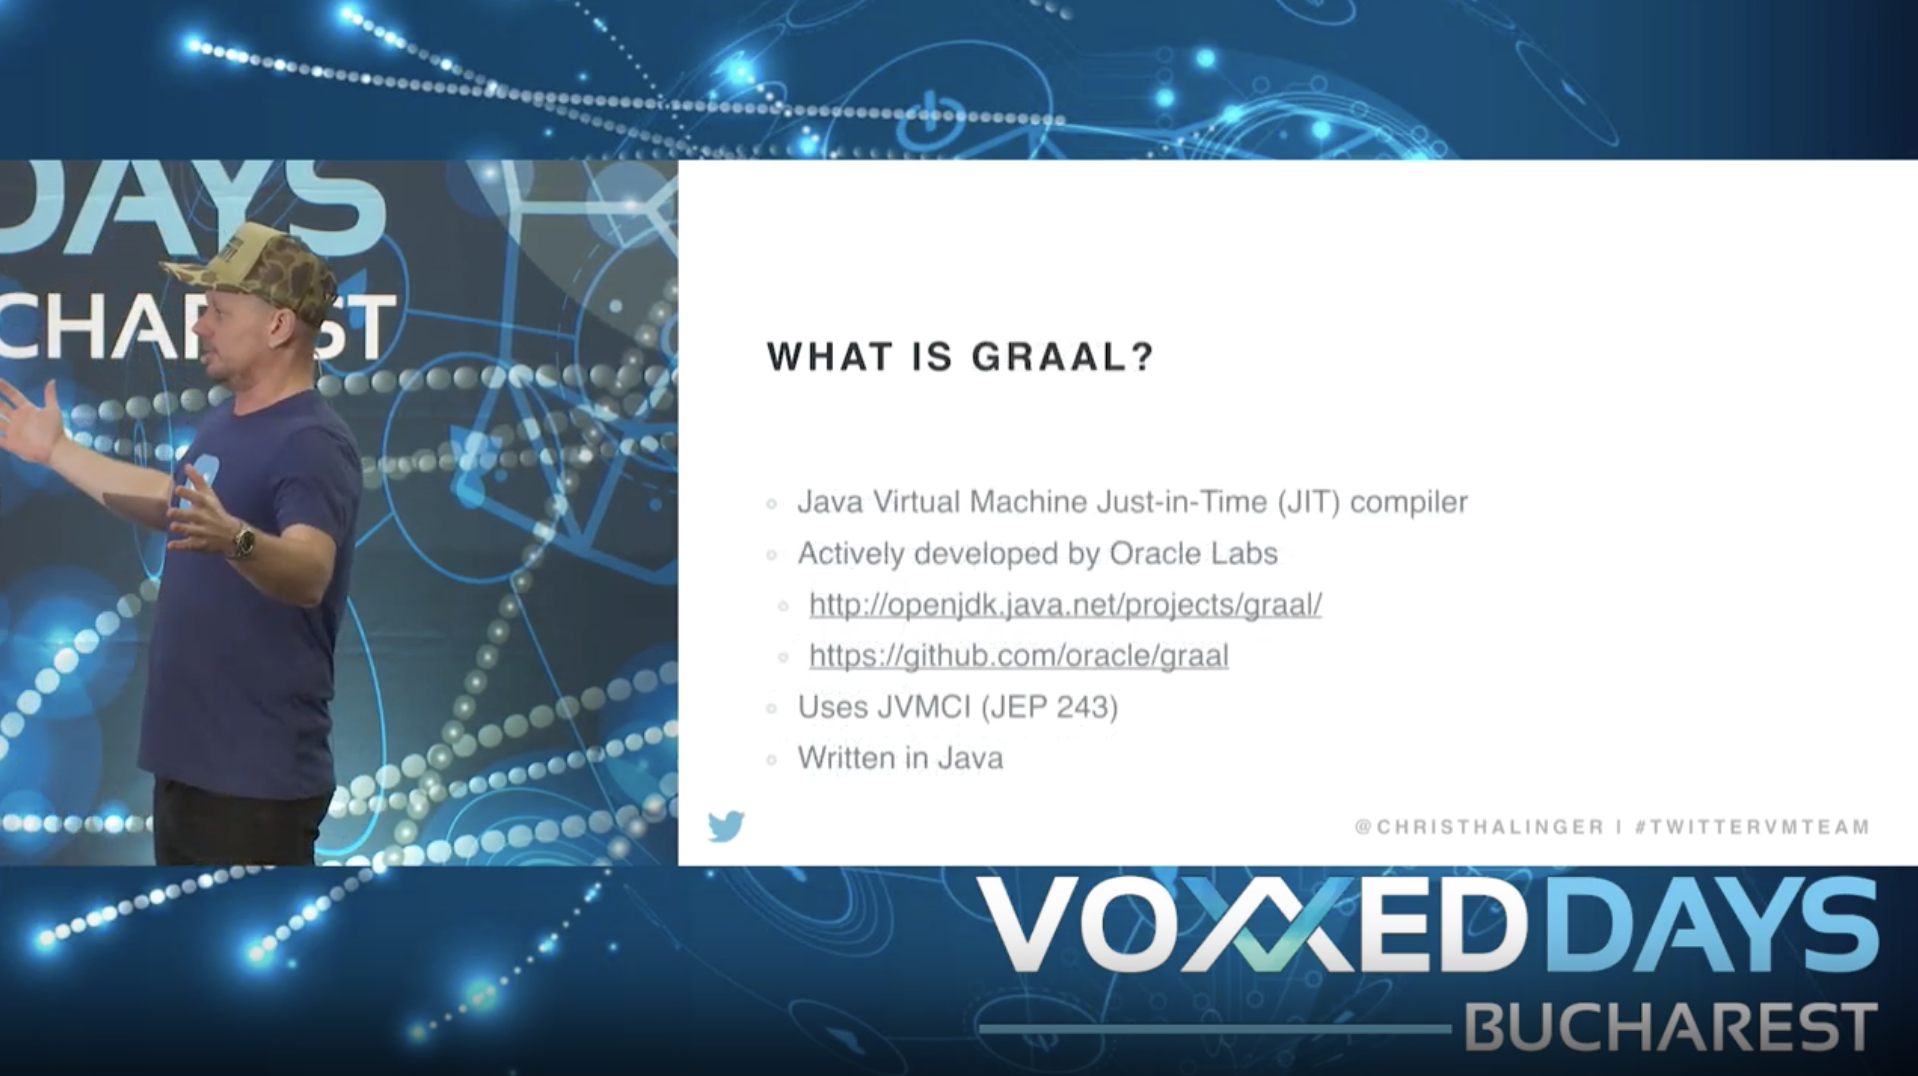 DAYS
CHAREST
WHAT IS GRAAL?
Java Virtual Machine Just-in-Time (JIT) compiler
Actively developed by Oracle Labs
http://openjdk.java.net/projects/graal/
https://github.com/oracle/graal
Uses JVMCI (JEP 243)
Written in Java
@CHRISTHALINGER | #TWITTERVMTEAM
VOXXED DAYS
BUCHAREST